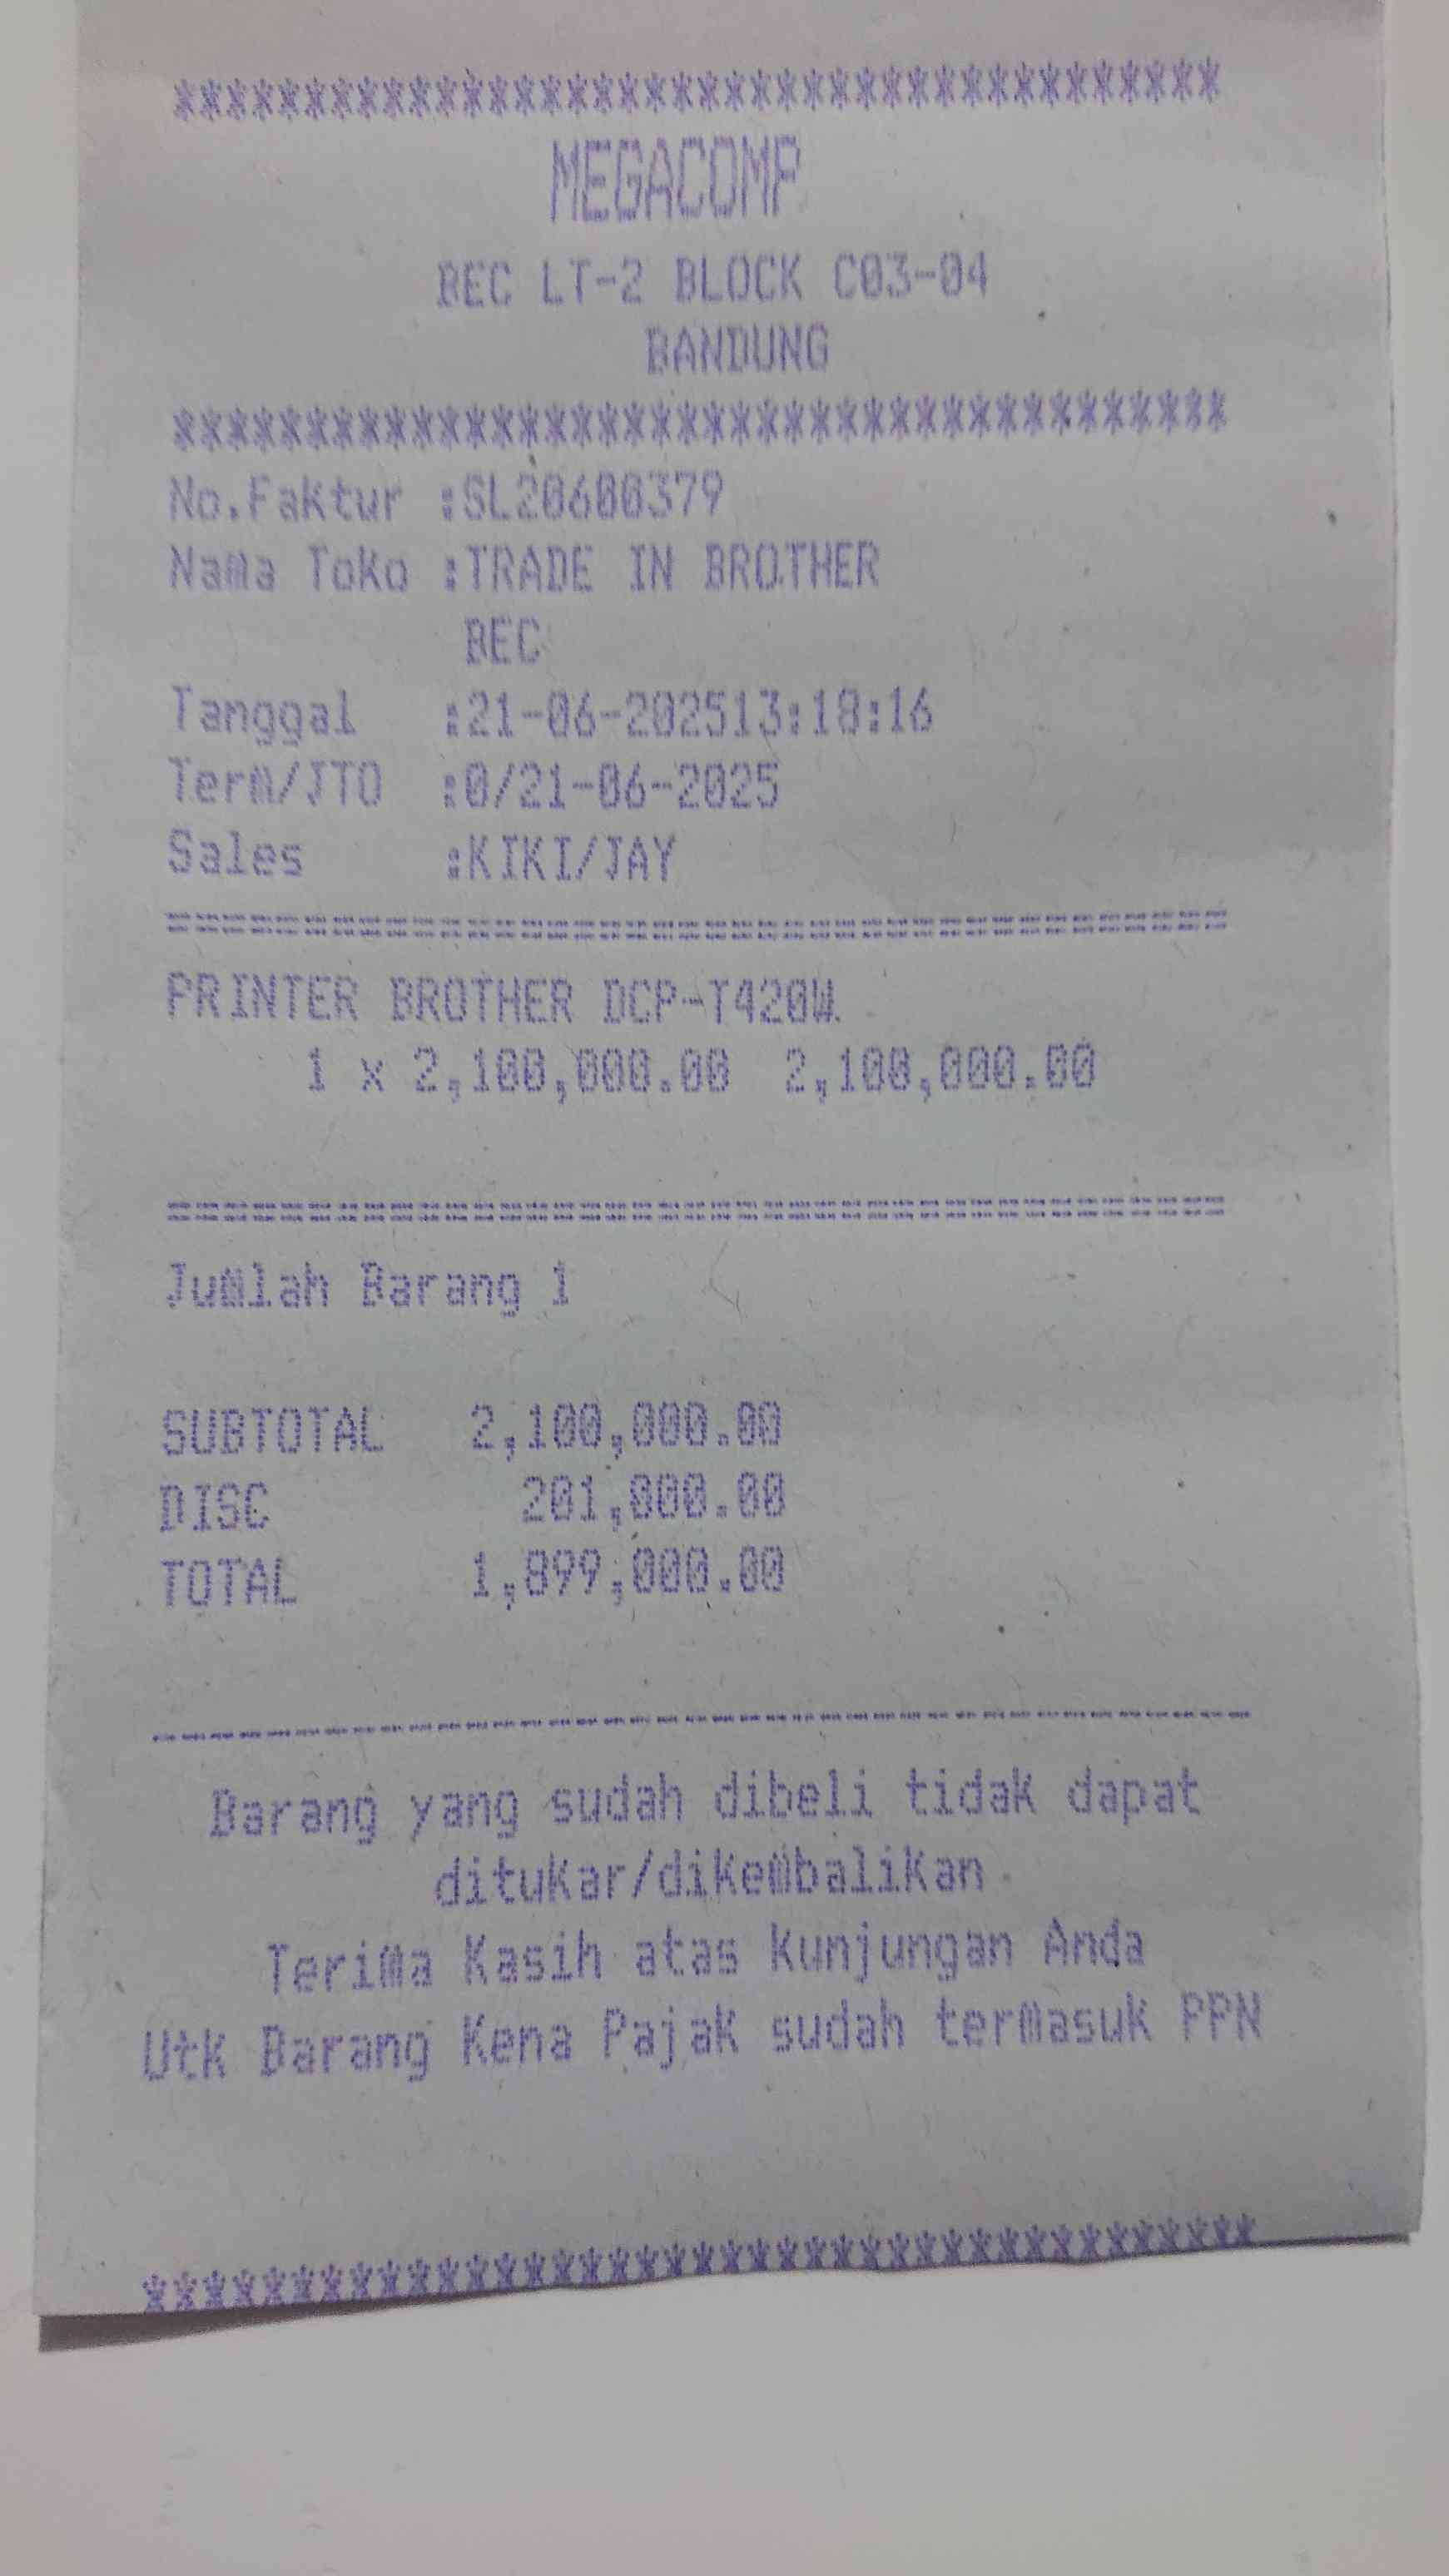 ****************************************
MEGACOMP
BEC LT-2 BLOCK C03-04
BANDUNG
****************************************
No.Faktur :SL20600379
Nama Toko :TRADE IN BROTHER
BEC
Tanggal :21-06-202513:18:16
Term/JTO :0/21-06-2025
Sales :KIKI/JAY
========================================
PRINTER BROTHER DCP-T420W
1 x 2,100,000.00 2,100,000.00
========================================
Jumlah Barang 1
SUBTOTAL 2,100,000.00
DISC 201,000.00
TOTAL 1,899,000.00
----------------------------------------
Barang yang sudah dibeli tidak dapat
ditukar/dikembalikan
Terima Kasih atas Kunjungan Anda
Utk Barang Kena Pajak sudah termasuk PPN
****************************************